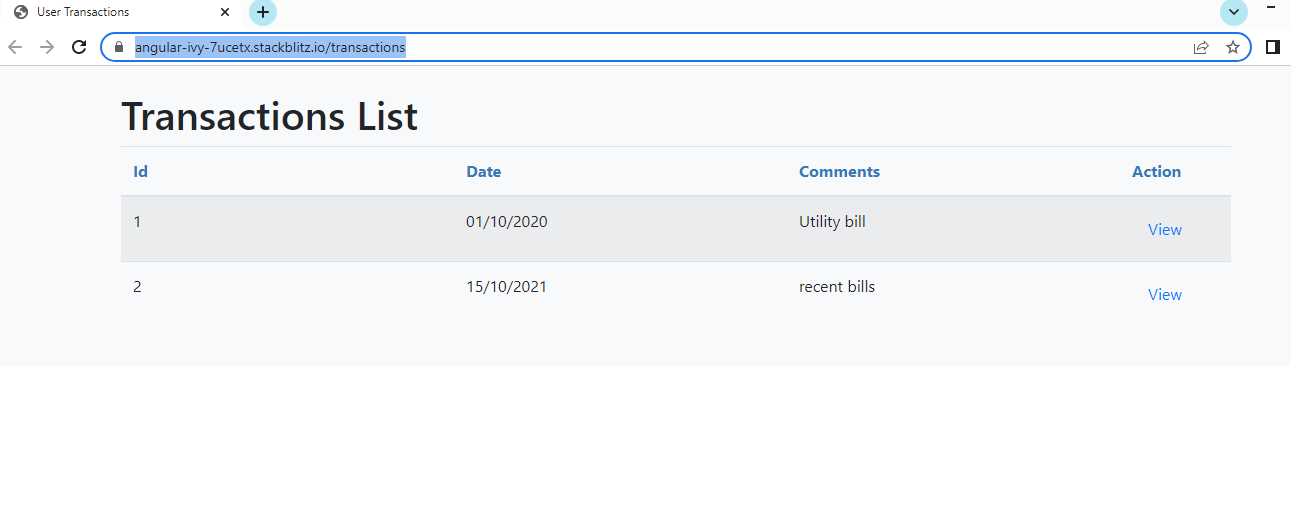 User Transactions
angular-ivy-7ucetx.stackblitz.io/transactions
Transactions List
Id Date Comments Action
1 01/10/2020 Utility bill View
2 15/10/2021 recent bills View